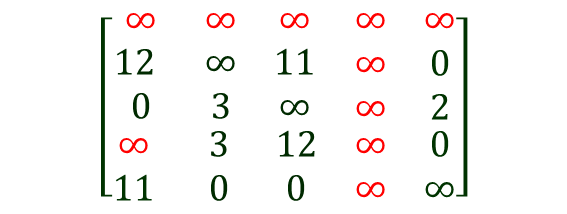 ∞ ∞ ∞ ∞ ∞
12 ∞ 11 ∞ 0
0 3 ∞ ∞ 2
∞ 3 12 ∞ 0
11 0 0 ∞ ∞